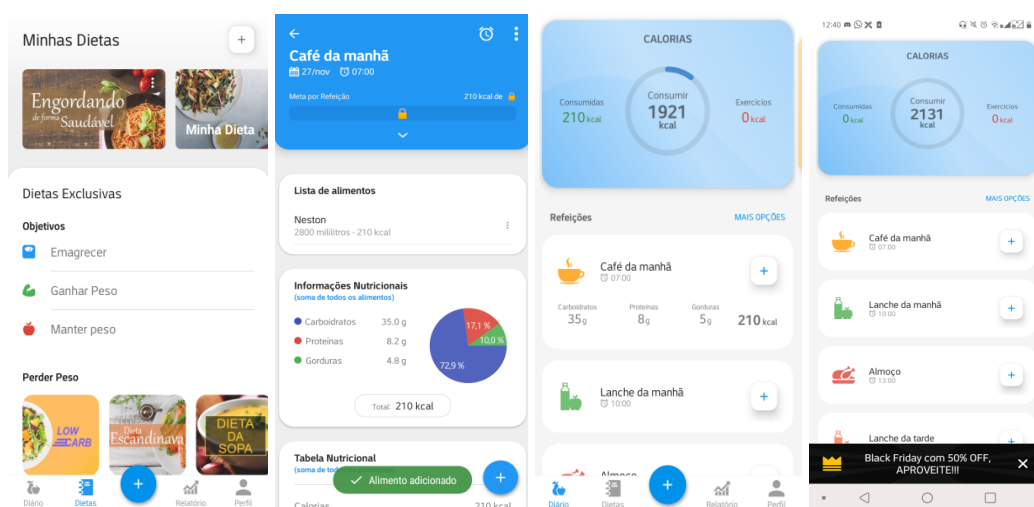 Minhas Dietas
+
Engordando
de forma Saudável
Minha Dieta
Dietas Exclusivas
Objetivos
Emagrecer
Ganhar Peso
Manter peso
Perder Peso
LOW
CARB
Dieta
Escandinava
DIETA
DA
SOPA
Diário
Dietas
+
Relatório
Perfil
Café da manhã
27/nov 07:00
Meta por Refeição 210 kcal de
Lista de alimentos
Neston
2800 mililitros - 210 kcal
Informações Nutricionais
(soma de todos os alimentos)
Carboidratos 35.0 g
Proteínas 8.2 g
Gorduras 4.8 g
17,1 %
10,0 %
72,9 %
Total: 210 kcal
Tabela Nutricional
(soma de
Alimento adicionado
+
Calorias 210 kcal
CALORIAS
Consumidas
210 kcal
Consumir
1921
kcal
Exercícios
0 kcal
Refeições MAIS OPÇÕES
Café da manhã
07:00
+
Carboidratos Proteínas Gorduras
35g 8g 5g 210 kcal
Lanche da manhã
10:00
+
Almoço
Diário
Dietas
+
Relatório
Perfil
12:40
CALORIAS
Consumidas
0 kcal
Consumir
2131
kcal
Exercícios
0 kcal
Refeições MAIS OPÇÕES
Café da manhã
07:00
+
Lanche da manhã
10:00
+
Almoço
13:00
+
Lanche da tarde
Black Friday com 50% OFF,
APROVEITE!!!
X